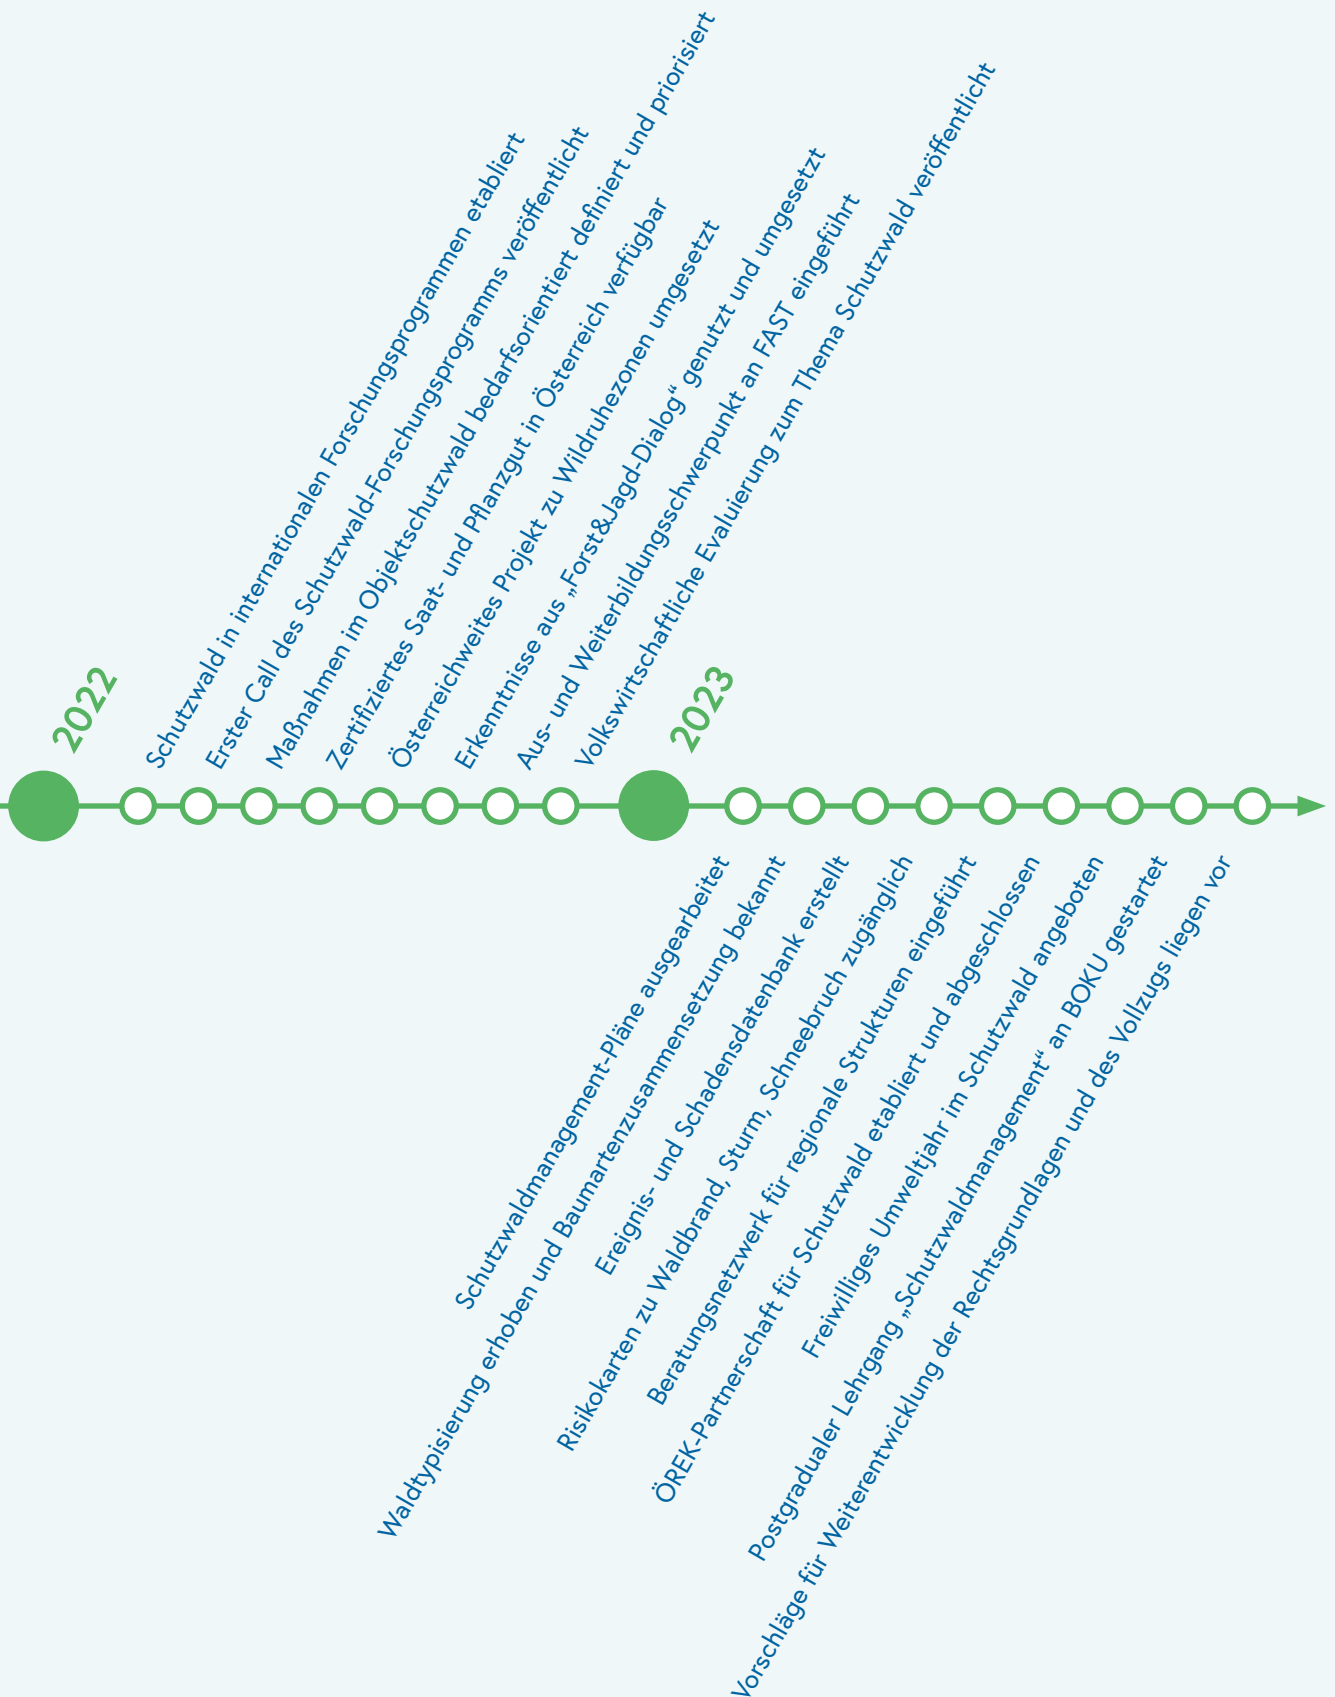 2022
Schutzwald in internationalen Forschungsprogrammen etabliert
Erster Call des Schutzwald-Forschungsprogramms veröffentlicht
Maßnahmen im Objektschutzwald bedarfsorientiert definiert und priorisiert
Zertifiziertes Saat- und Pflanzgut in Österreich verfügbar
Österreichweites Projekt zu Wildruhezonen umgesetzt
Erkenntnisse aus „Forst&Jagd-Dialog“ genutzt und umgesetzt
Aus- und Weiterbildungsschwerpunkt an FAST eingeführt
Volkswirtschaftliche Evaluierung zum Thema Schutzwald veröffentlicht
2023
Schutzwaldmanagement-Pläne ausgearbeitet
Waldtypisierung erhoben und Baumartenzusammensetzung bekannt
Ereignis- und Schadensdatenbank erstellt
Risikokarten zu Waldbrand, Sturm, Schneebruch zugänglich
Beratungsnetzwerk für regionale Strukturen eingeführt
ÖREK-Partnerschaft für Schutzwald etabliert und abgeschlossen
Freiwilliges Umweltjahr im Schutzwald angeboten
Postgradualer Lehrgang „Schutzwaldmanagement“ an BOKU gestartet
Vorschläge für Weiterentwicklung der Rechtsgrundlagen und des Vollzugs liegen vor